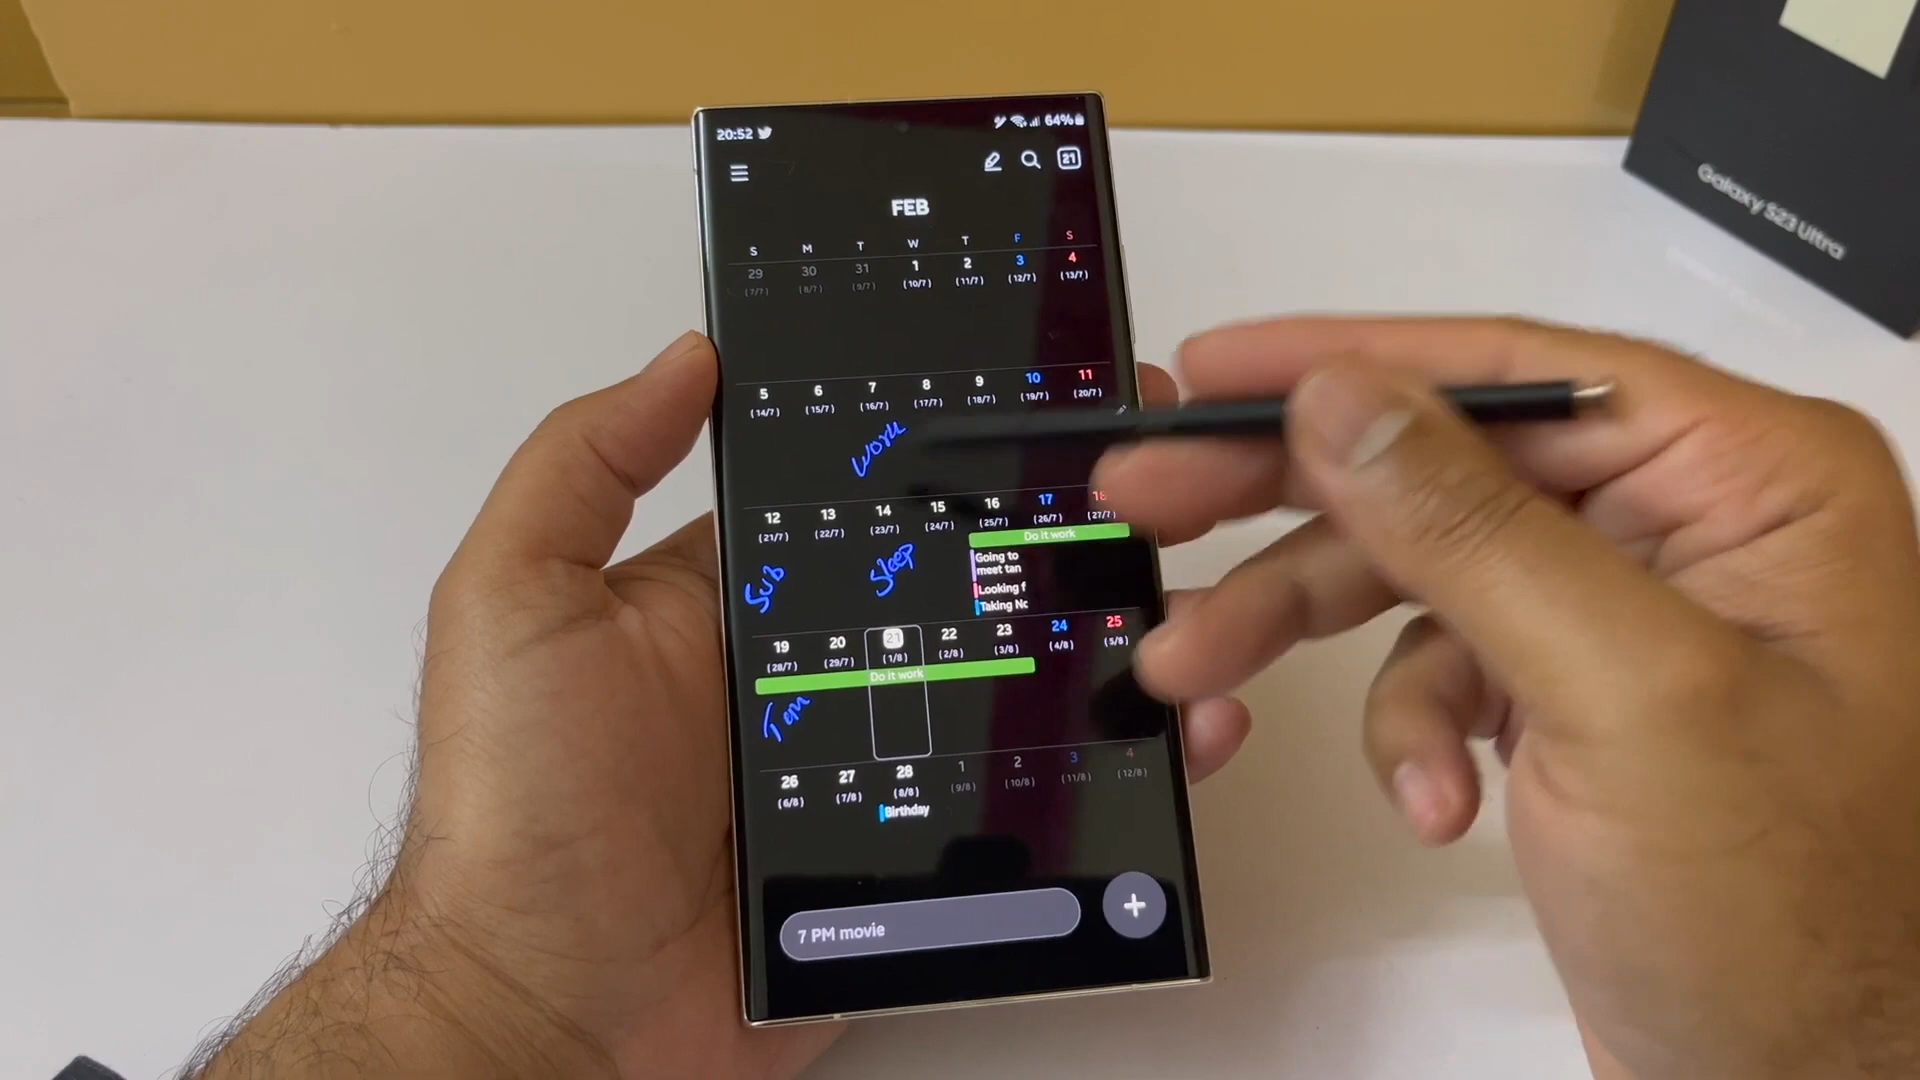 20:52 64%
21
FEB
S M T W T F S
29 30 31 1 2 3 4
(7/7) (8/7) (9/7) (10/7) (11/7) (12/7) (13/7)
5 6 7 8 9 10 11
(14/7) (15/7) (16/7) (17/7) (18/7) (19/7) (20/7)
Work
12 13 14 15 16 17 18
(21/7) (22/7) (23/7) (24/7) (25/7) (26/7) (27/7)
Do it work
Going to
meet tan
Looking f
Taking Nc
Sub Sleep
19 20 21 22 23 24 25
(28/7) (29/7) (1/8) (2/8) (3/8) (4/8) (5/8)
Do it work
26 27 28 1 2 3 4
(6/8) (7/8) (8/8) (9/8) (10/8) (11/8) (12/8)
Birthday
7 PM movie
Galaxy S23 Ultra